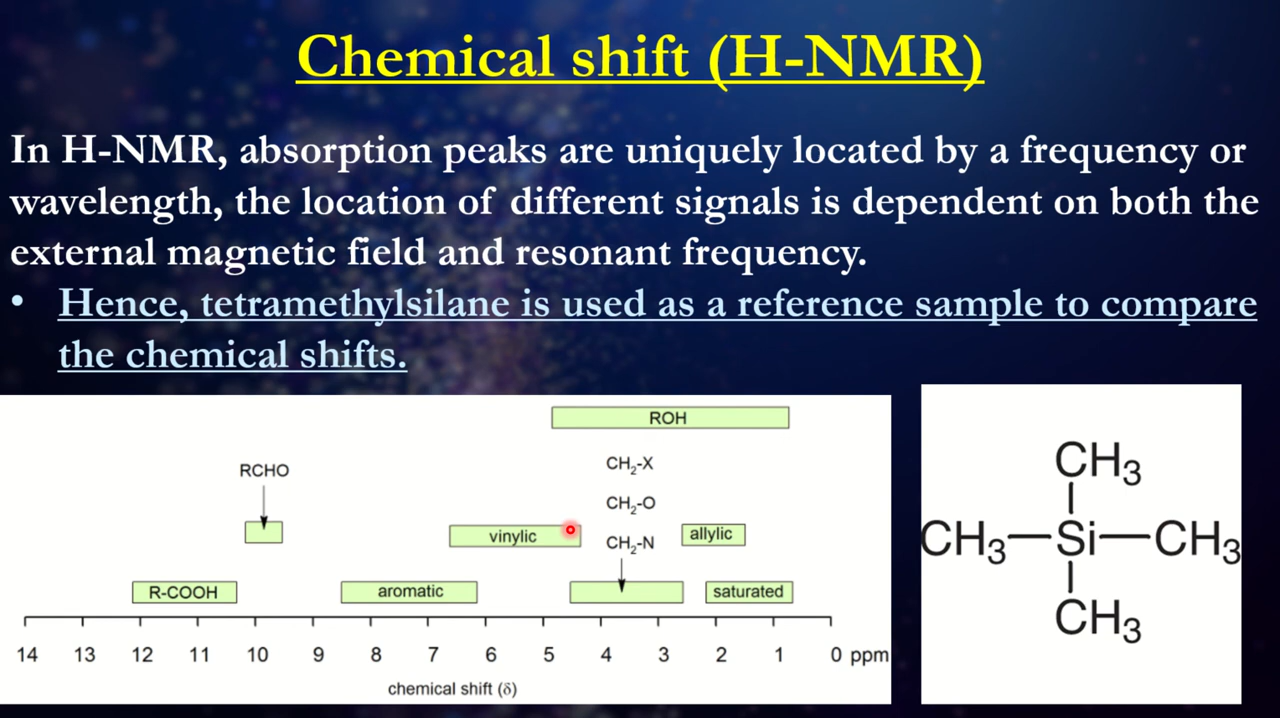 Chemical shift (H-NMR)
In H-NMR, absorption peaks are uniquely located by a frequency or
wavelength, the location of different signals is dependent on both the
external magnetic field and resonant frequency.
• Hence, tetramethylsilane is used as a reference sample to compare
the chemical shifts.
ROH
RCHO
CH₂-X
CH₂-O
vinylic
CH₂-N
allylic
R-COOH
aromatic
saturated
14 13 12 11 10 9 8 7 6 5 4 3 2 1 0 ppm
chemical shift (δ)
CH₃
CH₃—Si—CH₃
CH₃